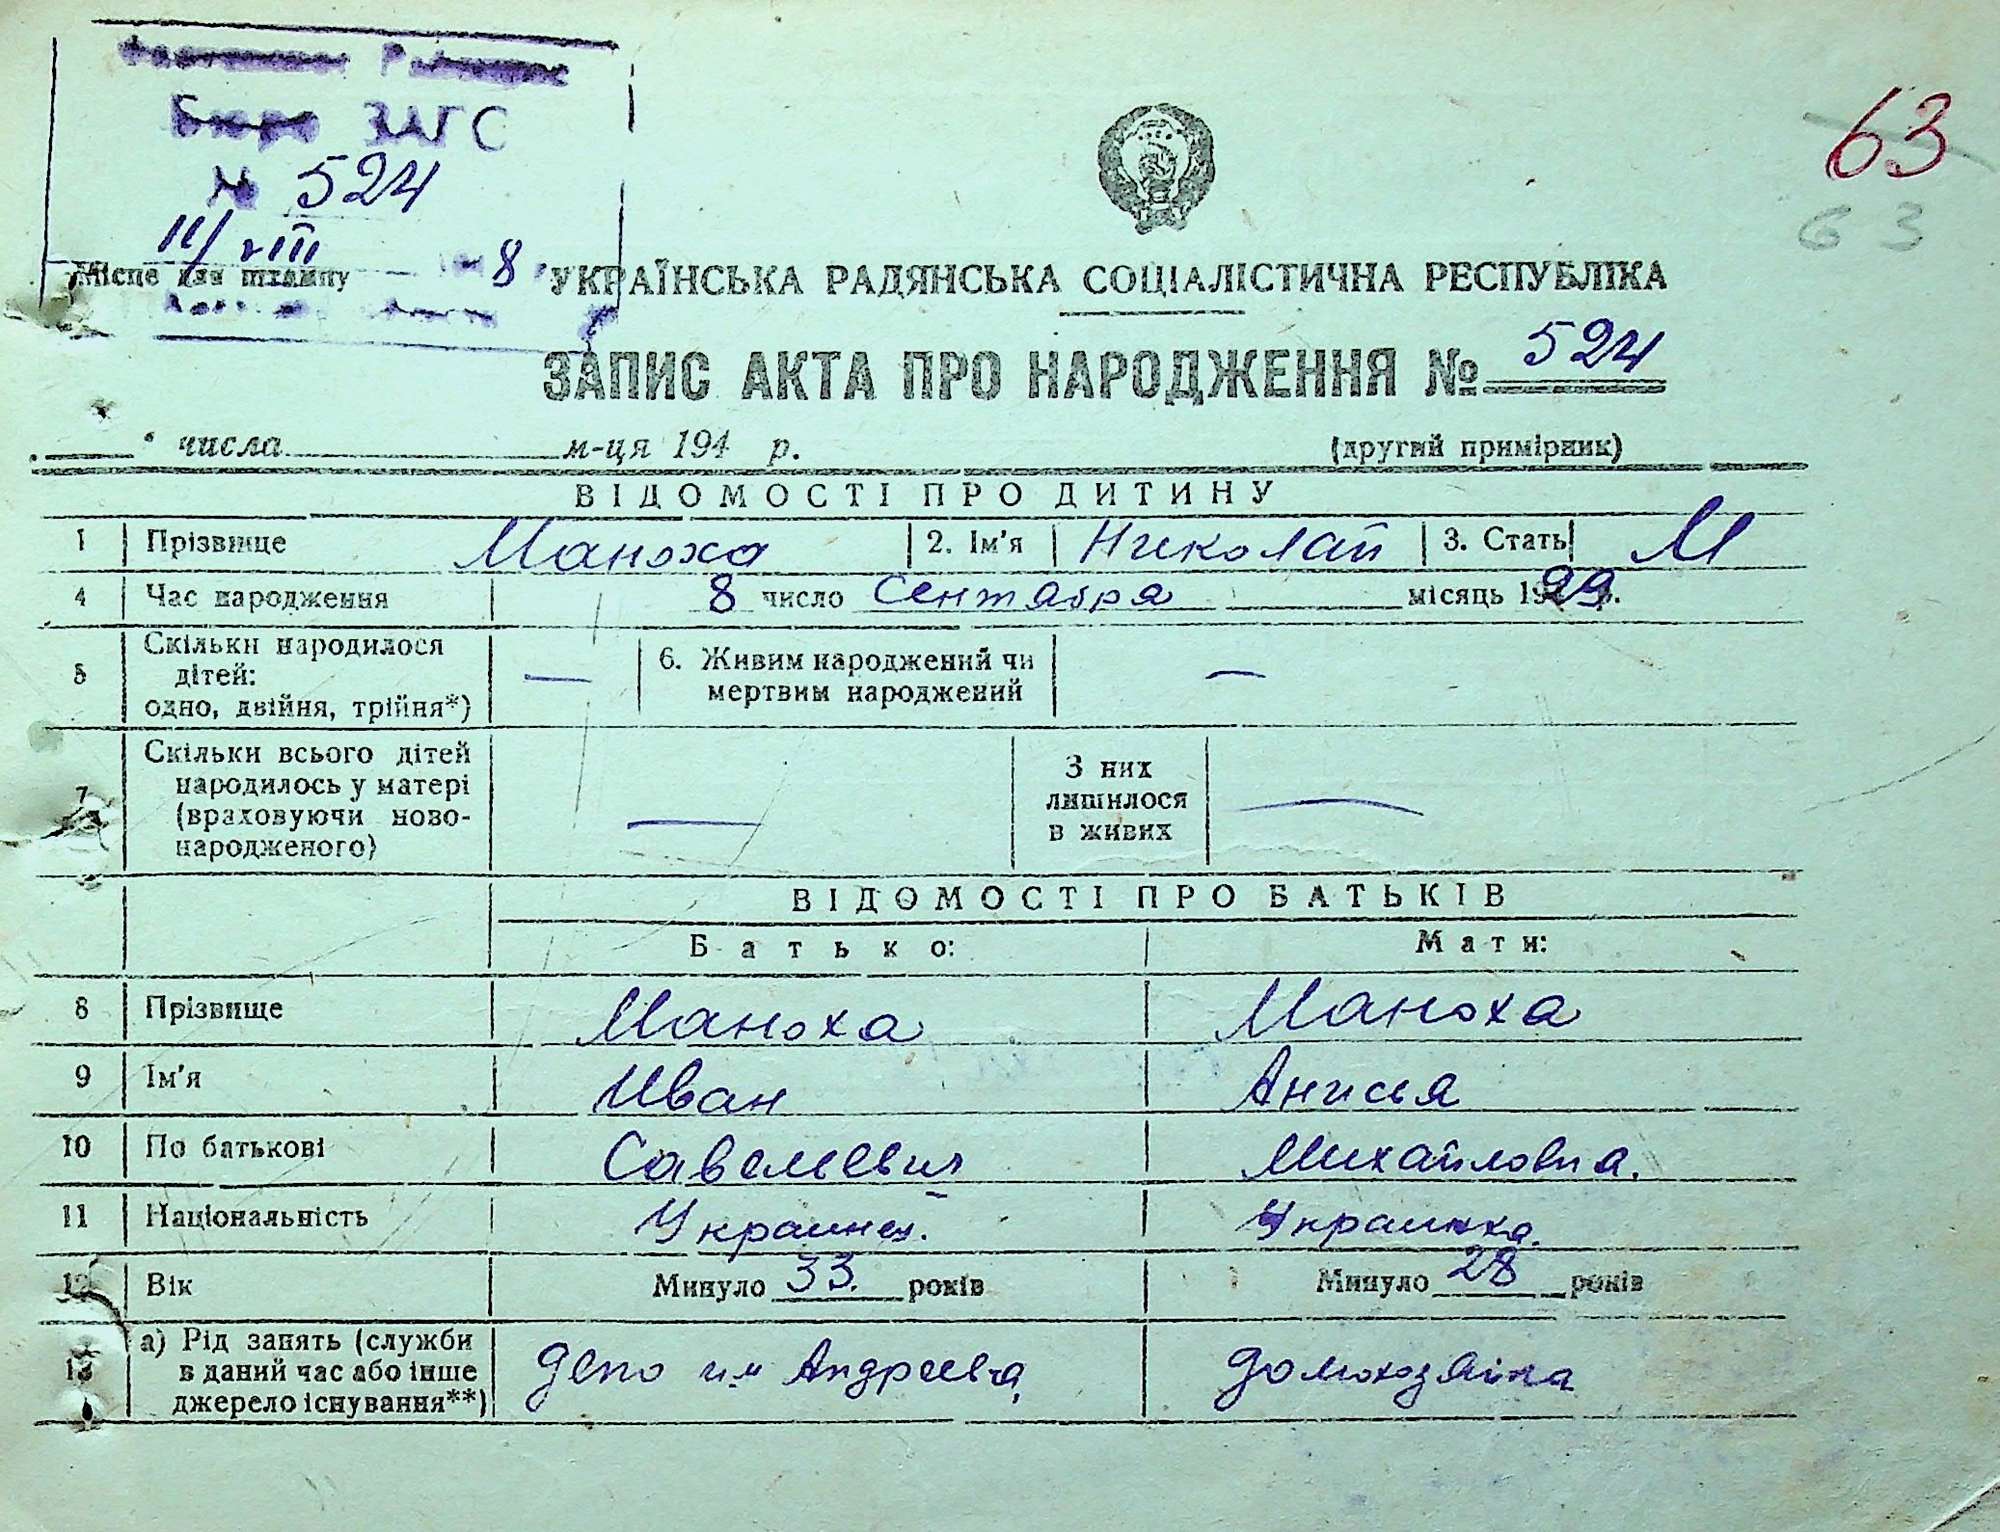 Бюро ЗАГС
№ 524
11/VIII 8
Місце для штампу
63
63
УКРАЇНСЬКА РАДЯНСЬКА СОЦІАЛІСТИЧНА РЕСПУБЛІКА
ЗАПИС АКТА ПРО НАРОДЖЕННЯ № 524
числа м-ця 194 р. (другий примірник)
ВІДОМОСТІ ПРО ДИТИНУ
1 Прізвище Маноха 2. Ім'я Николай 3. Стать М
4 Час народження 8 число Сентября місяць 1929 р.
5 Скільки народилося дітей: одно, двійня, трійня*) — 6. Живим народжений чи мертвим народжений —
7 Скільки всього дітей народилось у матері (враховуючи ново-народженого) — З них лишилося в живих —
ВІДОМОСТІ ПРО БАТЬКІВ
Батько: Мати:
8 Прізвище Маноха Маноха
9 Ім'я Иван Анисья
10 По батькові Савельевич Михайловна.
11 Національність Украинец. Украинка.
12 Вік Минуло 33. років Минуло 28 років
13 а) Рід занять (служби в даний час або інше джерело існування**) депо им Андреева, домохозяйка